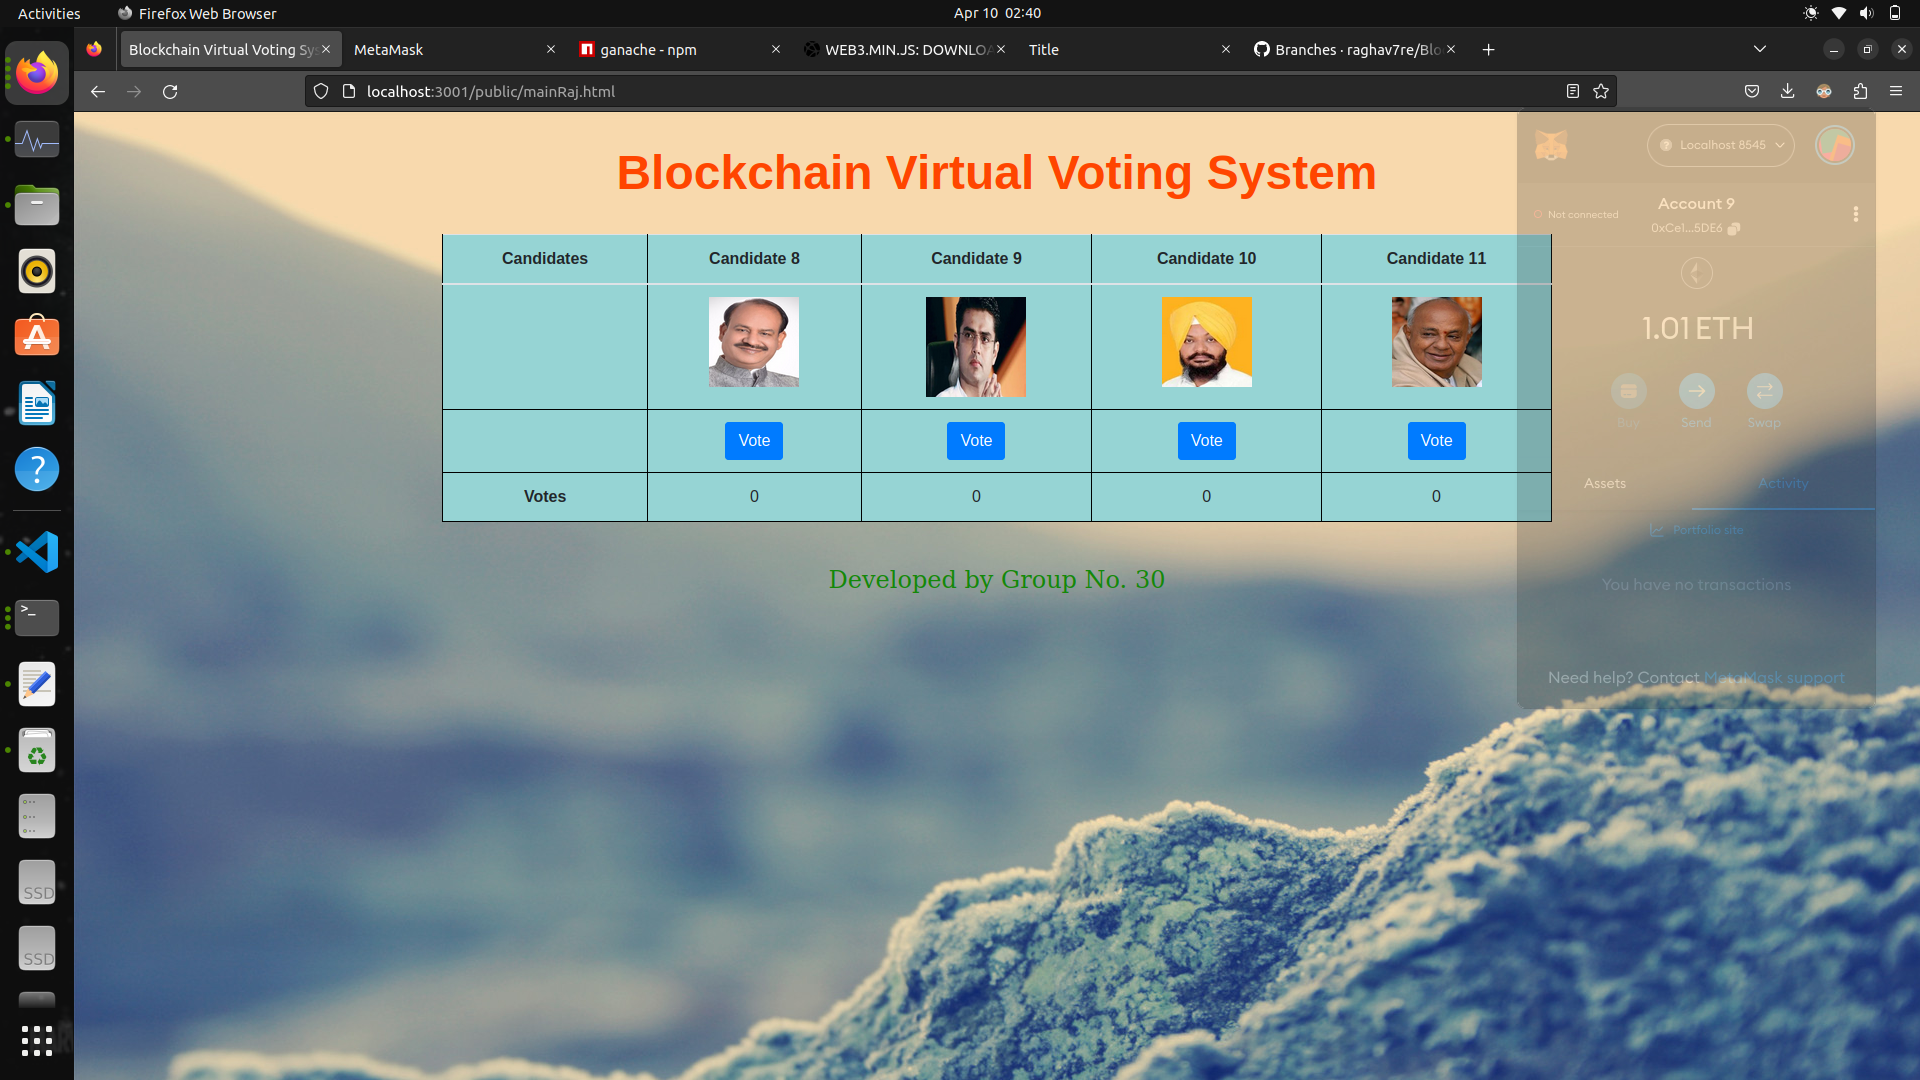 Activities
Firefox Web Browser
Apr 10 02:40
Blockchain Virtual Voting Sys
MetaMask
ganache - npm
WEB3.MIN.JS: DOWNLOA
Title
Branches · raghav7re/Blo
localhost:3001/public/mainRaj.html
Blockchain Virtual Voting System
Candidates Candidate 8 Candidate 9 Candidate 10 Candidate 11
Vote Vote Vote Vote
Votes 0 0 0 0
Developed by Group No. 30
Localhost 8545
Not connected
Account 9
0xCe1...5DE6
1.01 ETH
Buy Send Swap
Assets Activity
Portfolio site
You have no transactions
Need help? Contact MetaMask support
SSD
SSD